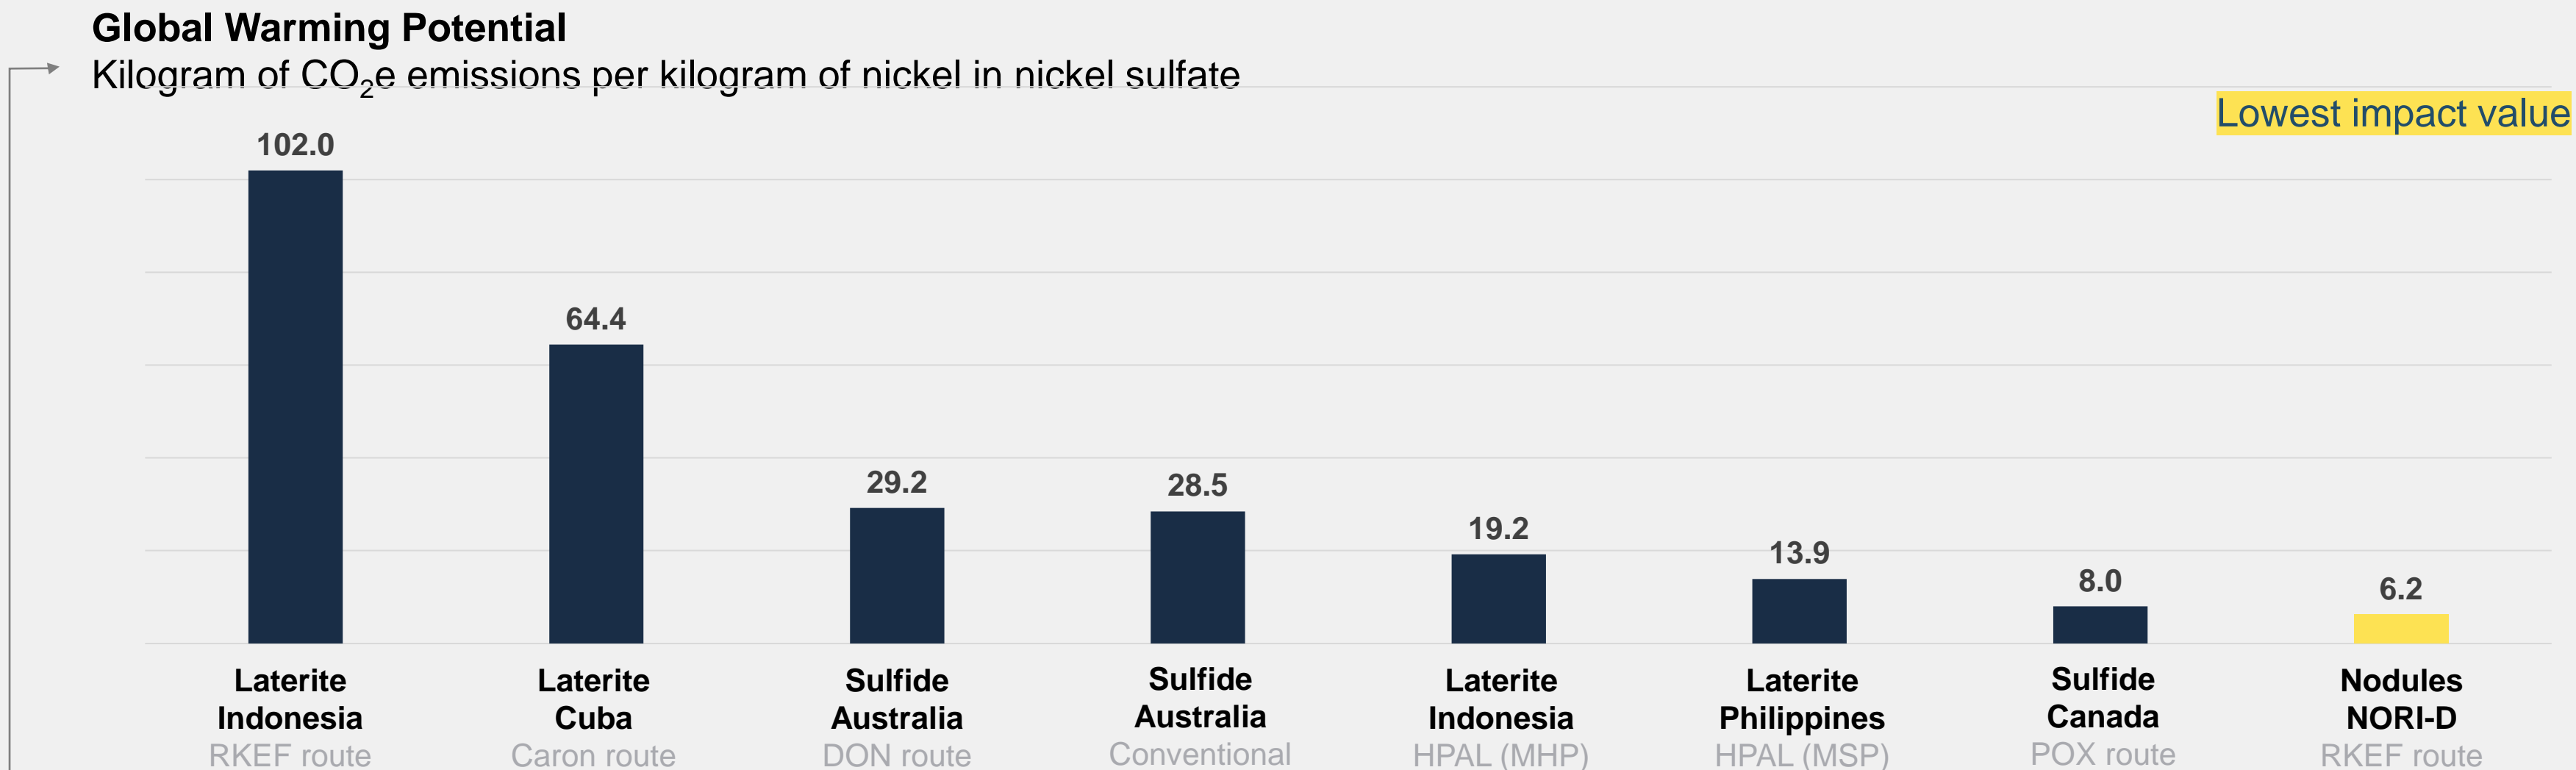 Global Warming Potential
Kilogram of CO₂e emissions per kilogram of nickel in nickel sulfate
Lowest impact value
102.0
64.4
29.2
28.5
19.2
13.9
8.0
6.2
Laterite
Indonesia
RKEF route
Laterite
Cuba
Caron route
Sulfide
Australia
DON route
Sulfide
Australia
Conventional
Laterite
Indonesia
HPAL (MHP)
Laterite
Philippines
HPAL (MSP)
Sulfide
Canada
POX route
Nodules
NORI-D
RKEF route